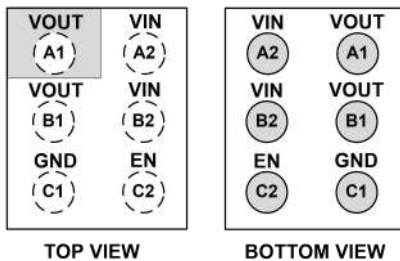 VOUT VIN VIN VOUT
A1 A2 A2 A1
VOUT VIN VIN VOUT
B1 B2 B2 B1
GND EN EN GND
C1 C2 C2 C1
TOP VIEW BOTTOM VIEW